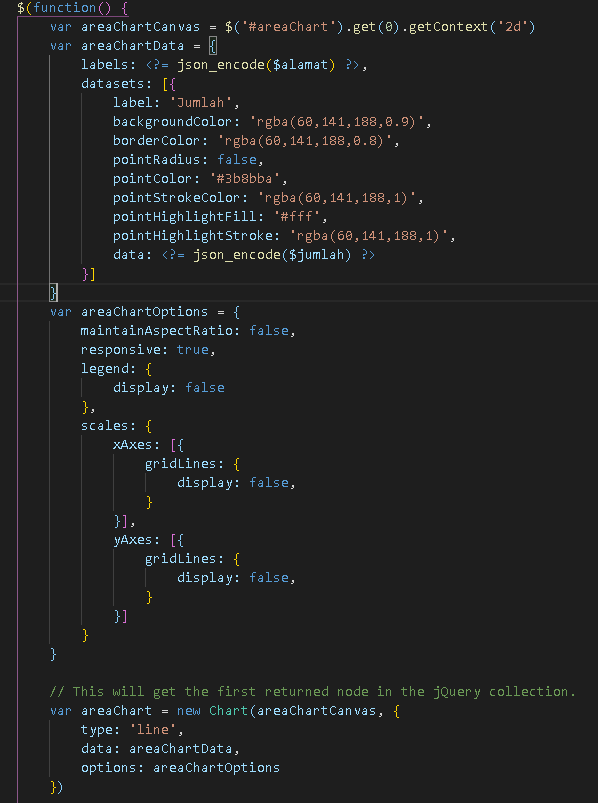 $(function() {
    var areaChartCanvas = $('#areaChart').get(0).getContext('2d')
    var areaChartData = {
        labels: <?= json_encode($alamat) ?>,
        datasets: [{
            label: 'Jumlah',
            backgroundColor: 'rgba(60,141,188,0.9)',
            borderColor: 'rgba(60,141,188,0.8)',
            pointRadius: false,
            pointColor: '#3b8bba',
            pointStrokeColor: 'rgba(60,141,188,1)',
            pointHighlightFill: '#fff',
            pointHighlightStroke: 'rgba(60,141,188,1)',
            data: <?= json_encode($jumlah) ?>
        }]
    }
    var areaChartOptions = {
        maintainAspectRatio: false,
        responsive: true,
        legend: {
            display: false
        },
        scales: {
            xAxes: [{
                gridLines: {
                    display: false,
                }
            }],
            yAxes: [{
                gridLines: {
                    display: false,
                }
            }]
        }
    }

    // This will get the first returned node in the jQuery collection.
    var areaChart = new Chart(areaChartCanvas, {
        type: 'line',
        data: areaChartData,
        options: areaChartOptions
    })